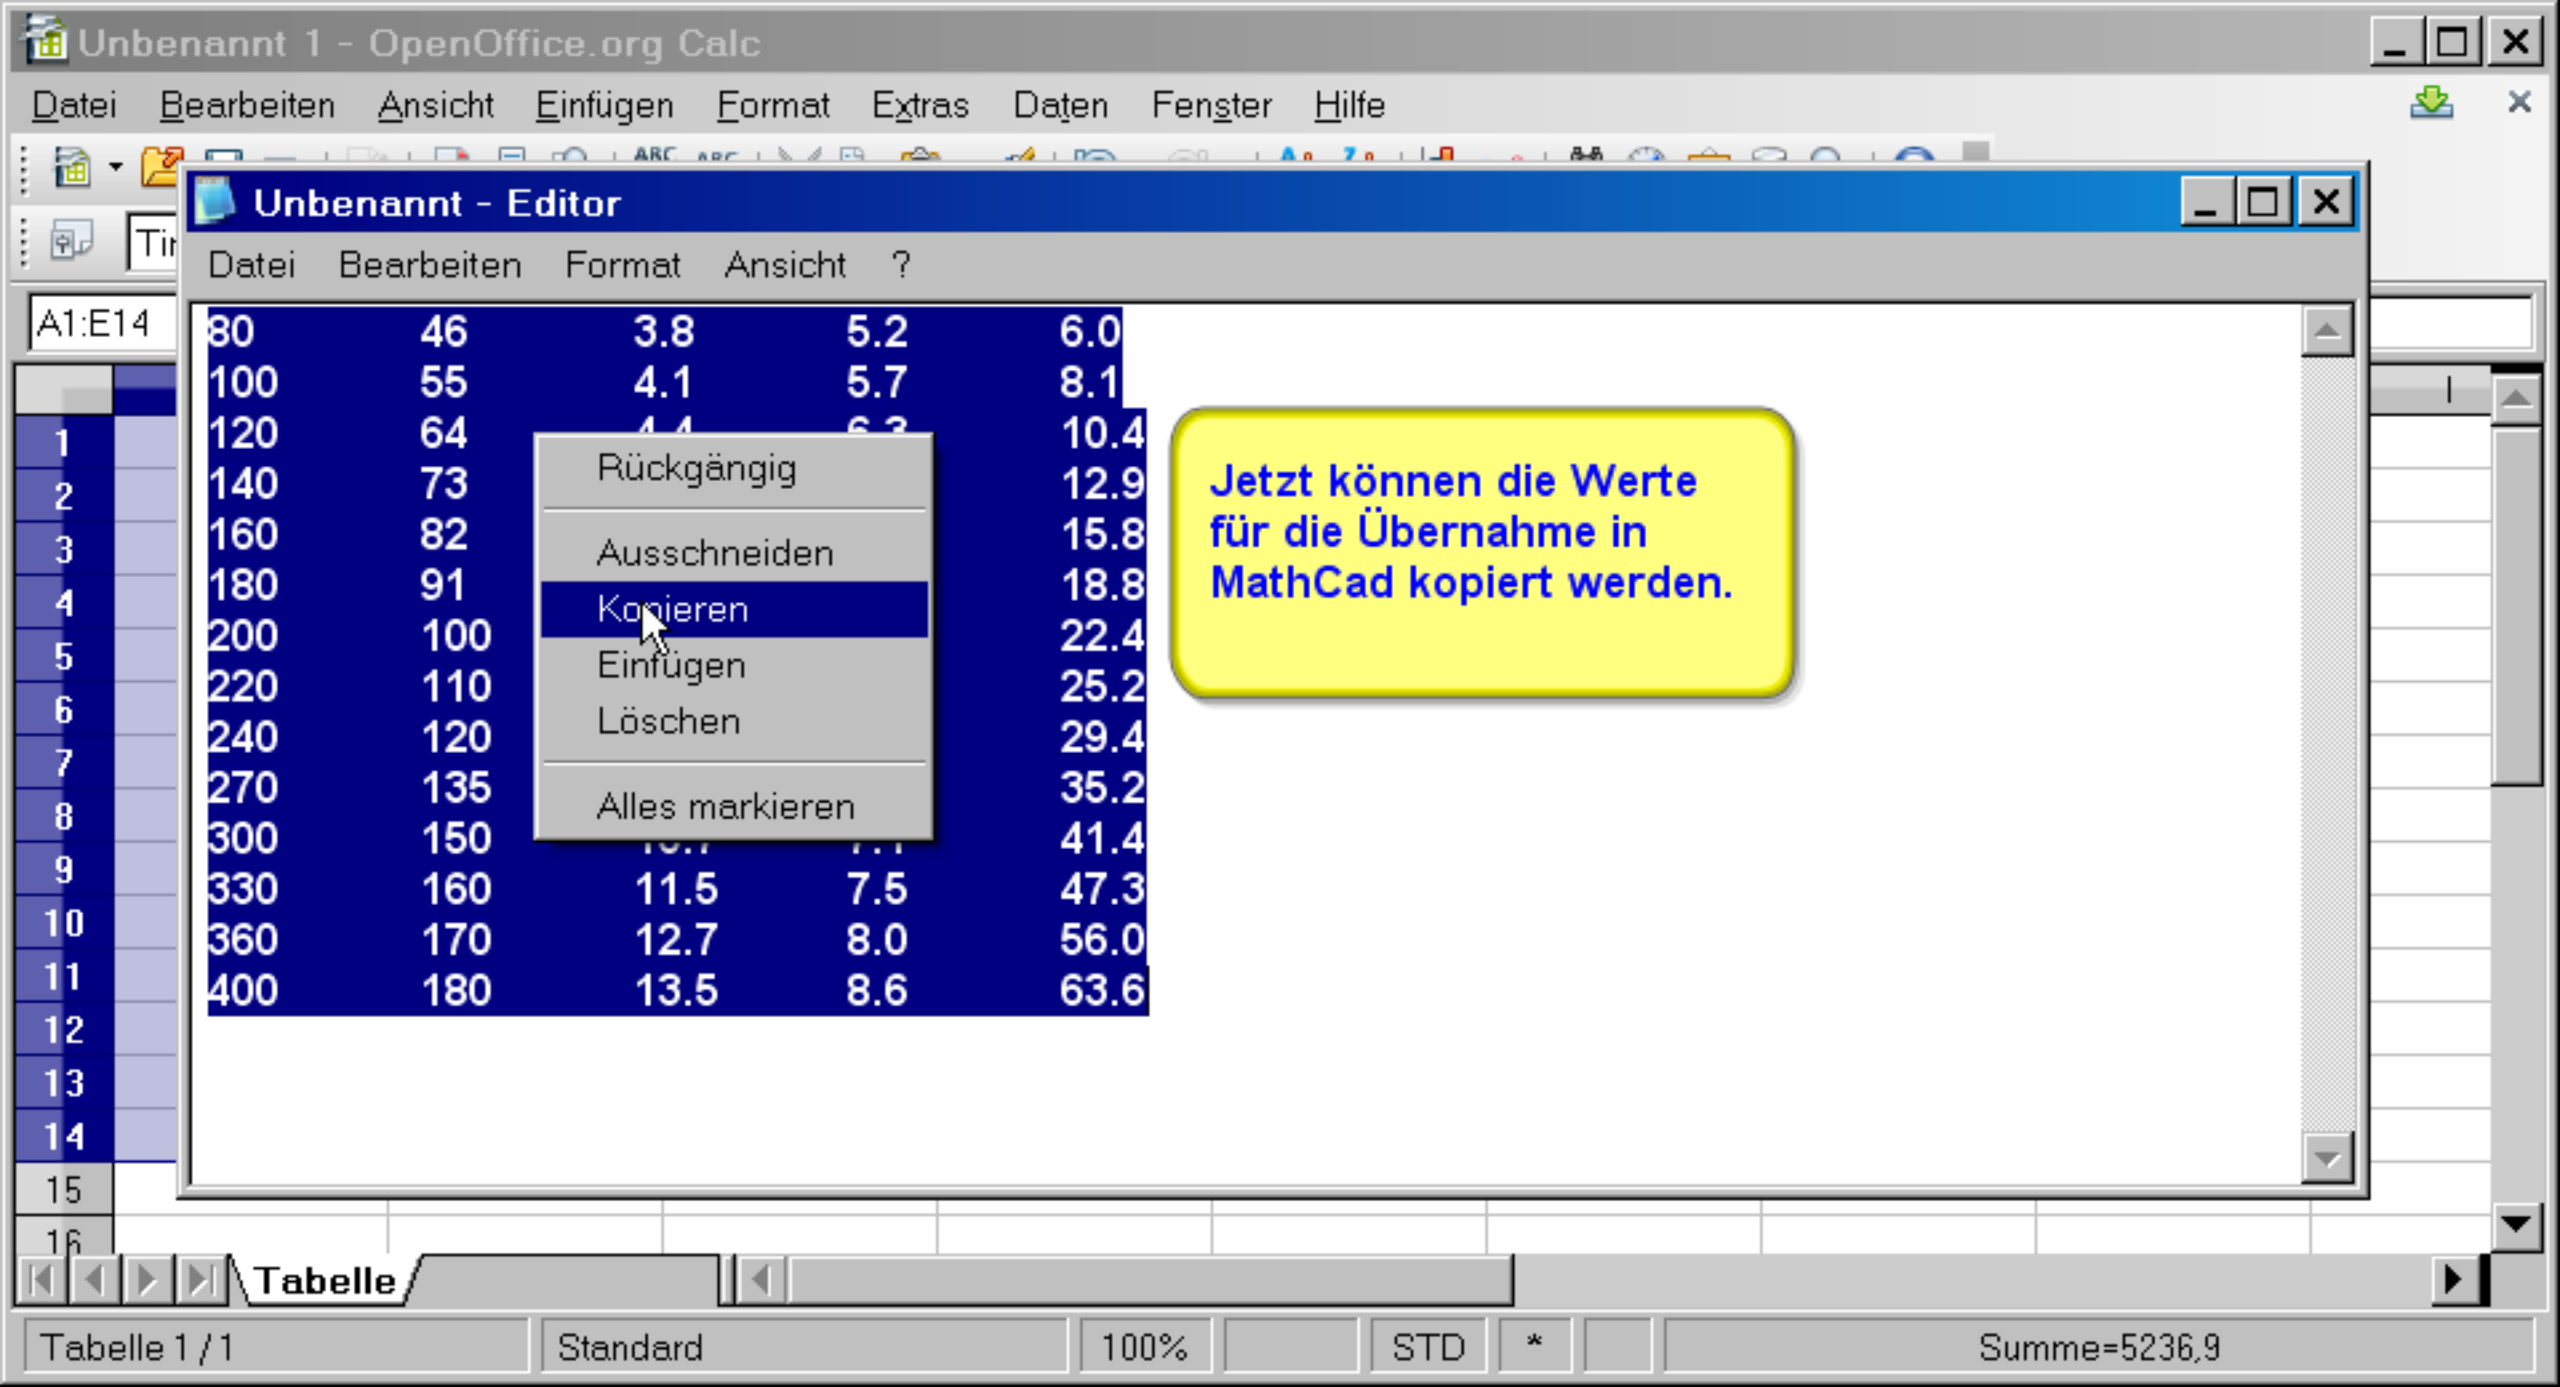 Unbenannt 1 - OpenOffice.org Calc
Datei Bearbeiten Ansicht Einfügen Format Extras Daten Fenster Hilfe
Unbenannt - Editor
Datei Bearbeiten Format Ansicht ?
A1:E14
80 46 3.8 5.2 6.0
100 55 4.1 5.7 8.1
120 64 4.4 6.3 10.4
140 73 12.9
160 82 15.8
180 91 18.8
200 100 22.4
220 110 25.2
240 120 29.4
270 135 35.2
300 150 41.4
330 160 11.5 7.5 47.3
360 170 12.7 8.0 56.0
400 180 13.5 8.6 63.6
Rückgängig
Ausschneiden
Kopieren
Einfügen
Löschen
Alles markieren
Jetzt können die Werte
für die Übernahme in
MathCad kopiert werden.
I
1
2
3
4
5
6
7
8
9
10
11
12
13
14
15
16
Tabelle
Tabelle 1 / 1 Standard 100% STD * Summe=5236,9